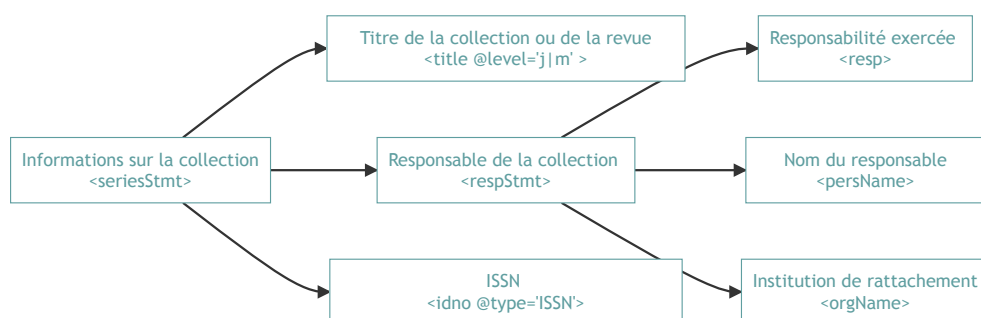 Titre de la collection ou de la revue
<title @level='j|m' >
Responsabilité exercée
<resp>
Informations sur la collection
<seriesStmt>
Responsable de la collection
<respStmt>
Nom du responsable
<persName>
ISSN
<idno @type='ISSN'>
Institution de rattachement
<orgName>